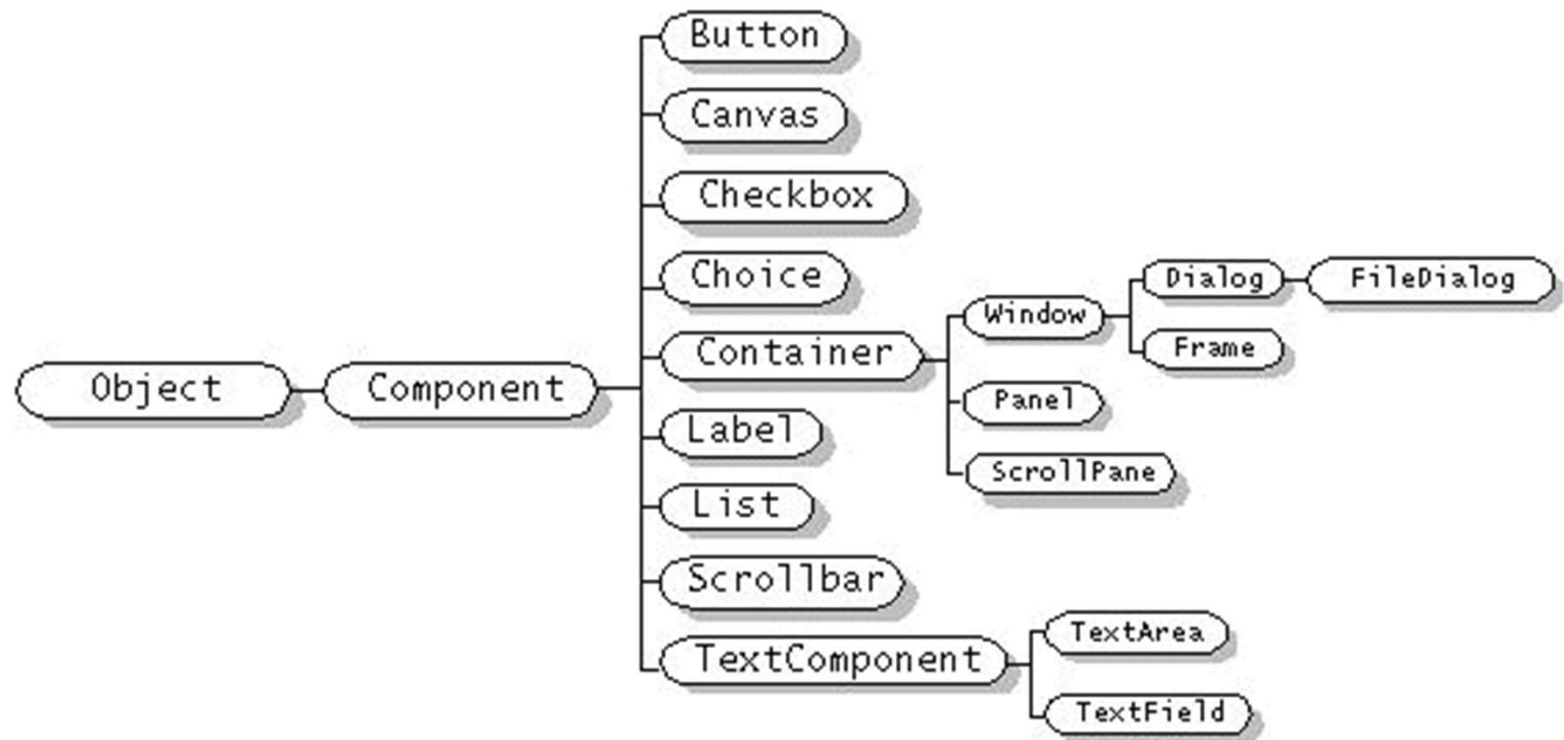 Button
Canvas
Checkbox
Choice
Dialog
FileDialog
Window
Frame
Container
Object
Component
Panel
Label
ScrollPane
List
Scrollbar
TextArea
TextComponent
TextField